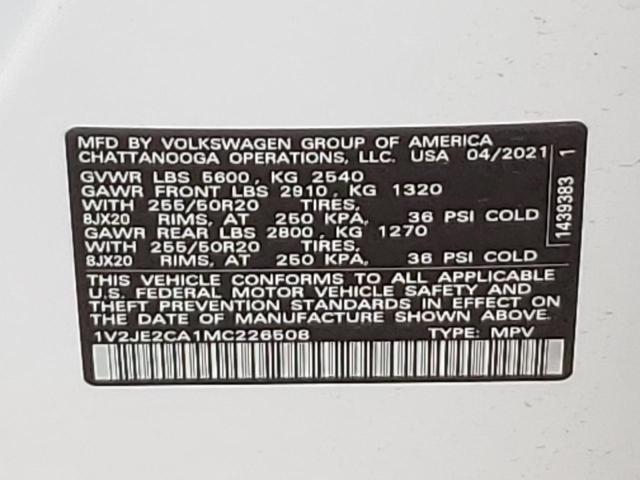 MFD BY VOLKSWAGEN GROUP OF AMERICA
CHATTANOOGA OPERATIONS, LLC. USA 04/2021
GVWR LBS 5600, KG 2540
GAWR FRONT LBS 2910, KG 1320
WITH 255/50R20 TIRES,
8JX20 RIMS, AT 250 KPA, 36 PSI COLD
GAWR REAR LBS 2800, KG 1270
WITH 255/50R20 TIRES,
8JX20 RIMS, AT 250 KPA, 36 PSI COLD
THIS VEHICLE CONFORMS TO ALL APPLICABLE
U.S. FEDERAL MOTOR VEHICLE SAFETY AND
THEFT PREVENTION STANDARDS IN EFFECT ON
THE DATE OF MANUFACTURE SHOWN ABOVE.
1V2JE2CA1MC226508 TYPE: MPV
1439383 1